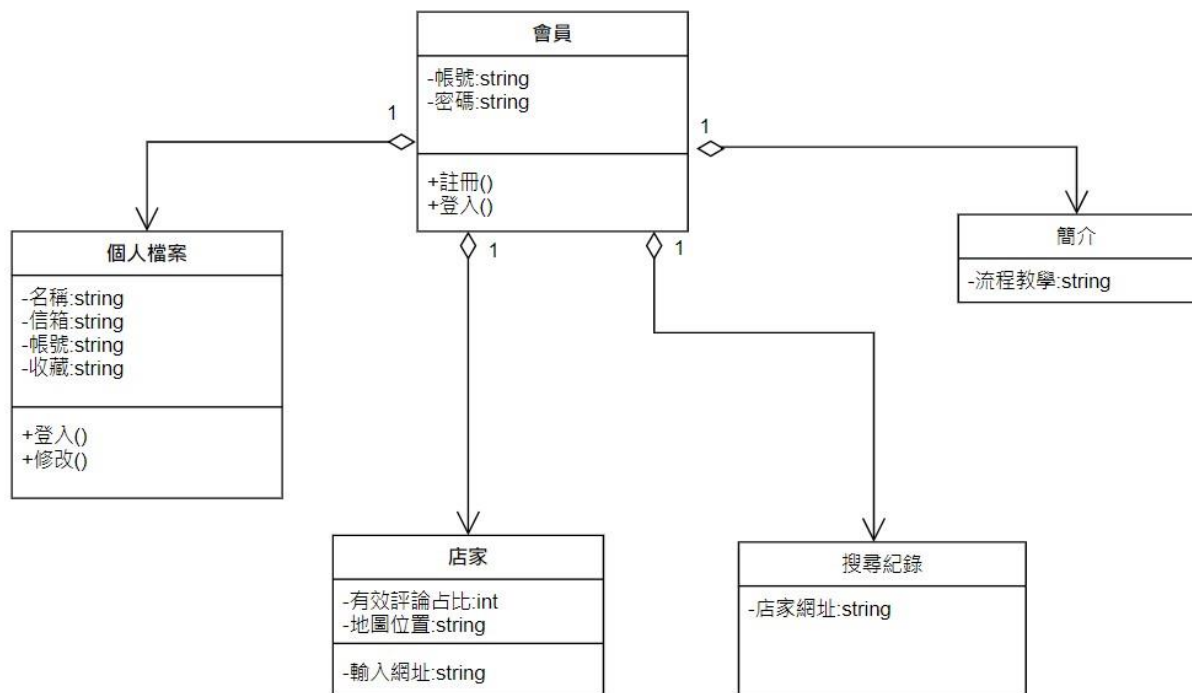 會員
-帳號:string
-密碼:string
+註冊()
+登入()
1
1
1
1
個人檔案
-名稱:string
-信箱:string
-帳號:string
-收藏:string
+登入()
+修改()
簡介
-流程教學:string
店家
-有效評論占比:int
-地圖位置:string
-輸入網址:string
搜尋紀錄
-店家網址:string